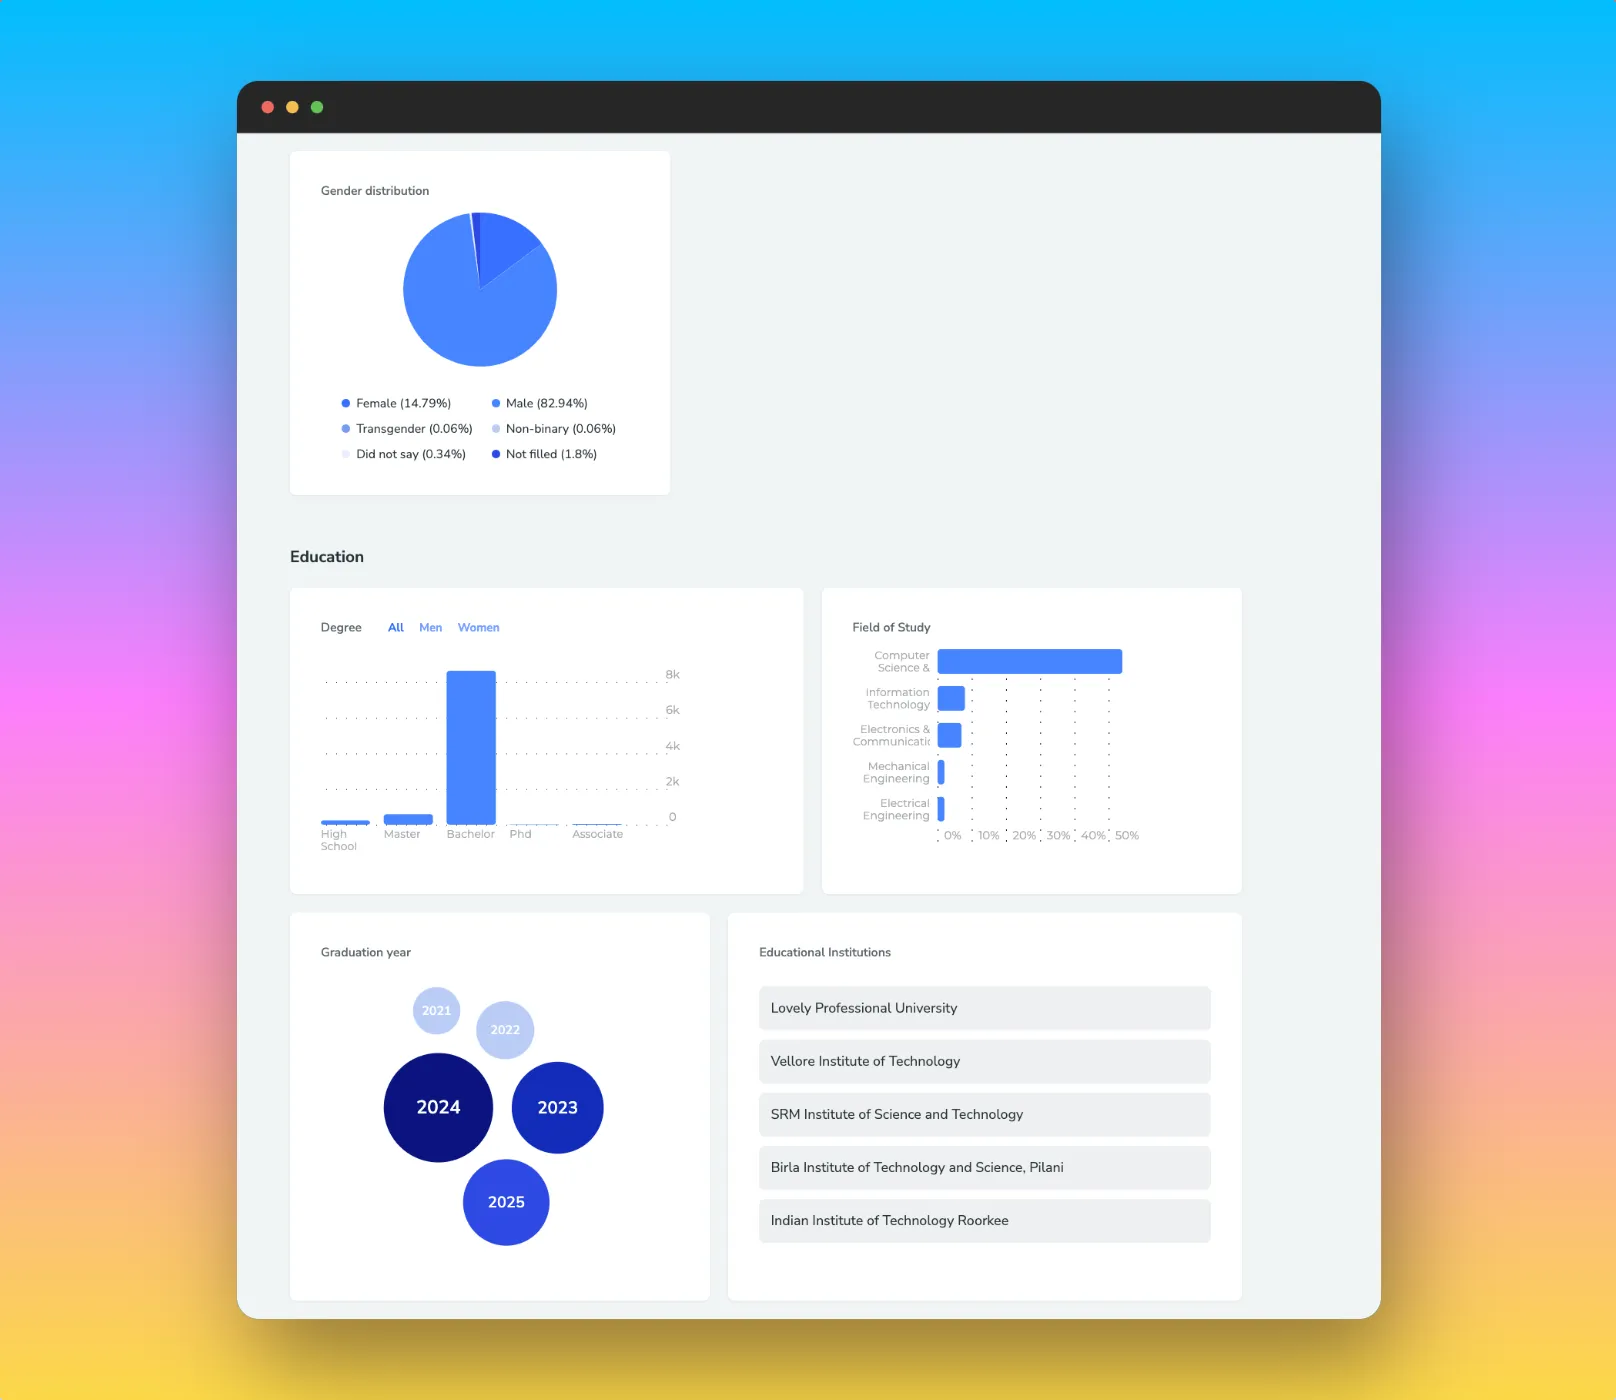 Gender distribution
Female (14.79%)
Male (82.94%)
Transgender (0.06%)
Non-binary (0.06%)
Did not say (0.34%)
Not filled (1.8%)
Education
Degree All Men Women
8k
6k
4k
2k
0
High
School
Master
Bachelor
Phd
Associate
Field of Study
Computer
Science &
Information
Technology
Electronics &
Communicatic
Mechanical
Engineering
Electrical
Engineering
0% 10% 20% 30% 40% 50%
Graduation year
2021
2022
2024
2023
2025
Educational Institutions
Lovely Professional University
Vellore Institute of Technology
SRM Institute of Science and Technology
Birla Institute of Technology and Science, Pilani
Indian Institute of Technology Roorkee